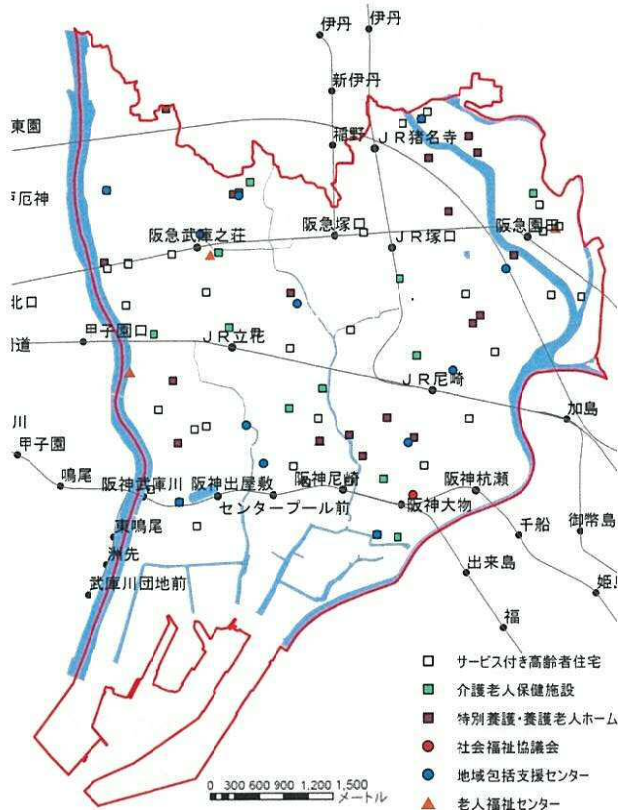 伊丹
伊丹
新伊丹
稲野
JR猪名寺
東園
戸厄神
阪急武庫之荘
阪急塚口
JR塚口
阪急園田
北口
甲子園口
道
JR立花
JR尼崎
加島
川
甲子園
鳴尾
阪神武庫川
阪神出屋敷
阪神尼崎
センタープール前
阪神大物
阪神杭瀬
東鳴尾
洲先
武庫川団地前
千船
御幣島
出来島
姫島
福
サービス付き高齢者住宅
介護老人保健施設
特別養護・養護老人ホーム
社会福祉協議会
地域包括支援センター
老人福祉センター
0 300 600 900 1,200 1,500
メートル